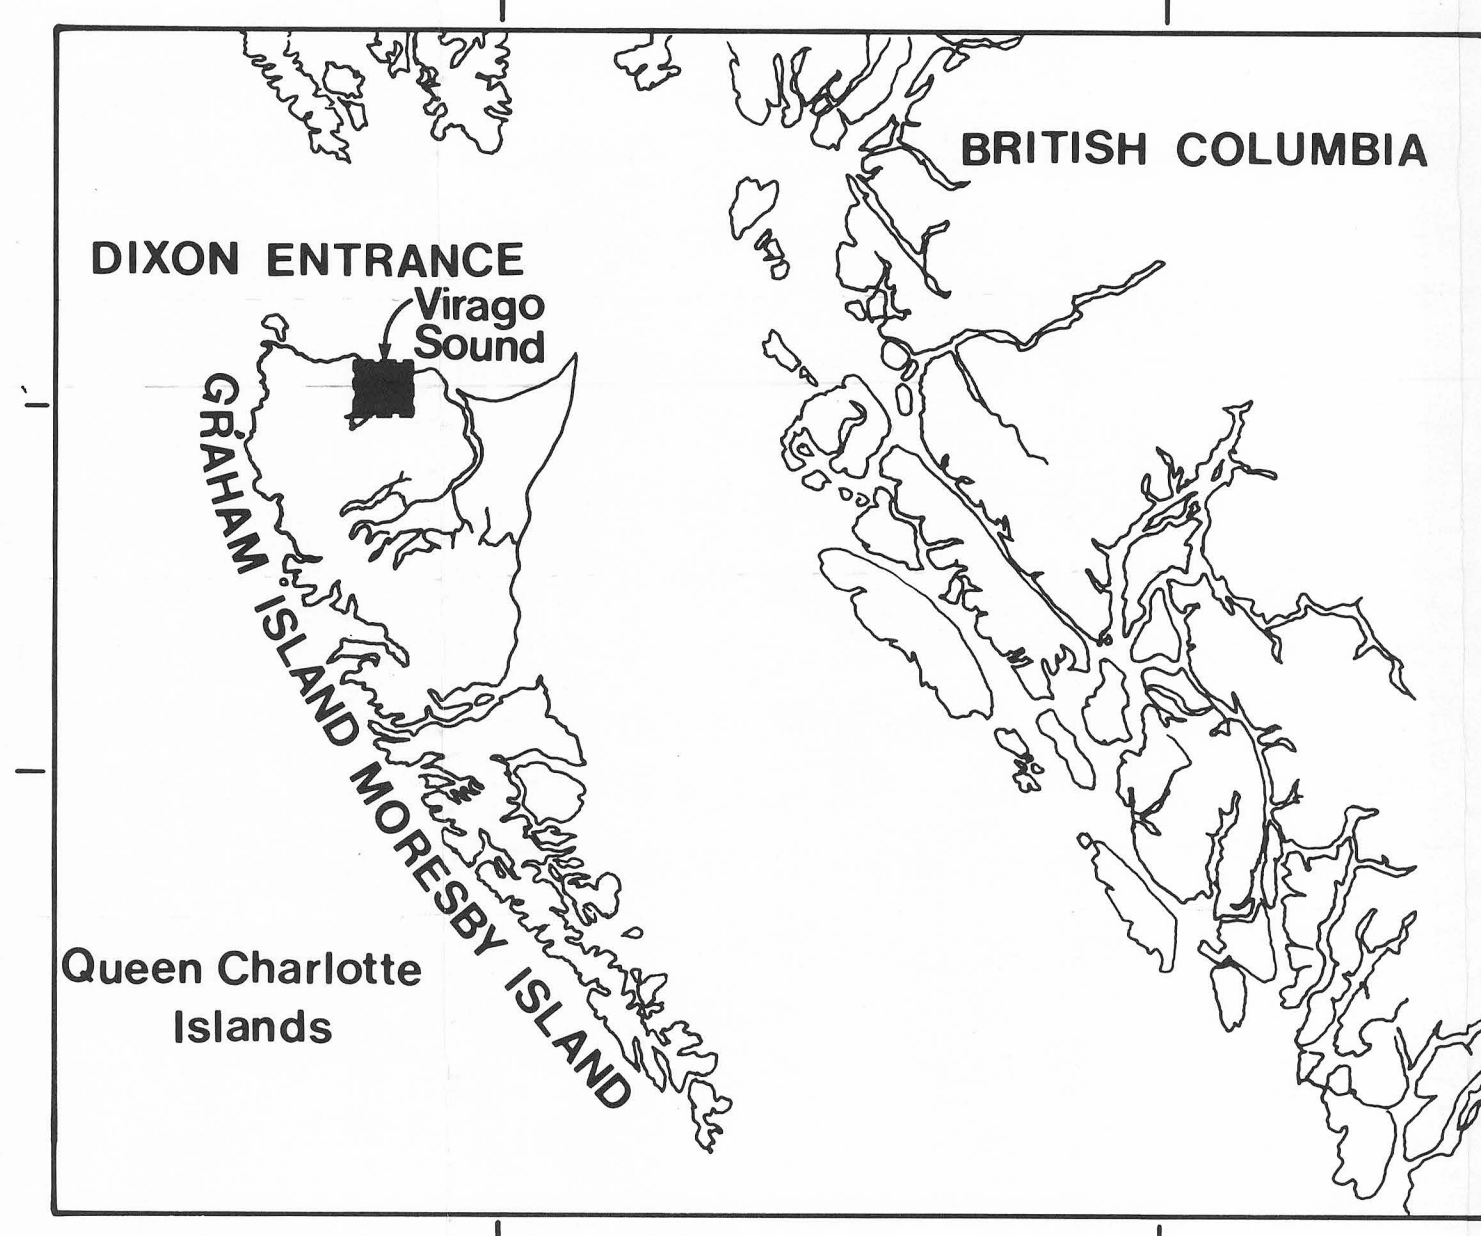 BRITISH COLUMBIA
DIXON ENTRANCE
Virago
Sound
GRAHAM ISLAND
MORESBY ISLAND
Queen Charlotte
Islands